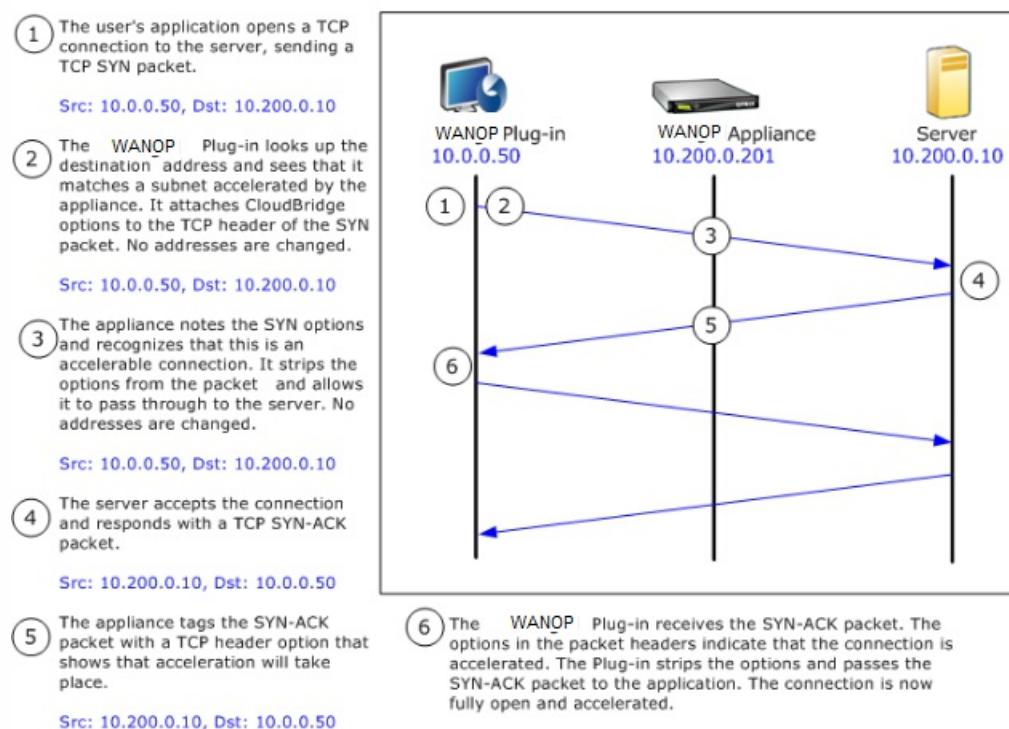 1
The user's application opens a TCP
connection to the server, sending a
TCP SYN packet.
Src: 10.0.0.50, Dst: 10.200.0.10
2
The WANOP Plug-in looks up the
destination address and sees that it
matches a subnet accelerated by the
appliance. It attaches CloudBridge
options to the TCP header of the SYN
packet. No addresses are changed.
Src: 10.0.0.50, Dst: 10.200.0.10
3
The appliance notes the SYN options
and recognizes that this is an
accelerable connection. It strips the
options from the packet and allows
it to pass through to the server. No
addresses are changed.
Src: 10.0.0.50, Dst: 10.200.0.10
4
The server accepts the connection
and responds with a TCP SYN-ACK
packet.
Src: 10.200.0.10, Dst: 10.0.0.50
5
The appliance tags the SYN-ACK
packet with a TCP header option that
shows that acceleration will take
place.
Src: 10.200.0.10, Dst: 10.0.0.50
WANOP Plug-in
10.0.0.50
WANOP Appliance
10.200.0.201
Server
10.200.0.10
1
2
3
4
5
6
6
The WANOP Plug-in receives the SYN-ACK packet. The
options in the packet headers indicate that the connection is
accelerated. The Plug-in strips the options and passes the
SYN-ACK packet to the application. The connection is now
fully open and accelerated.